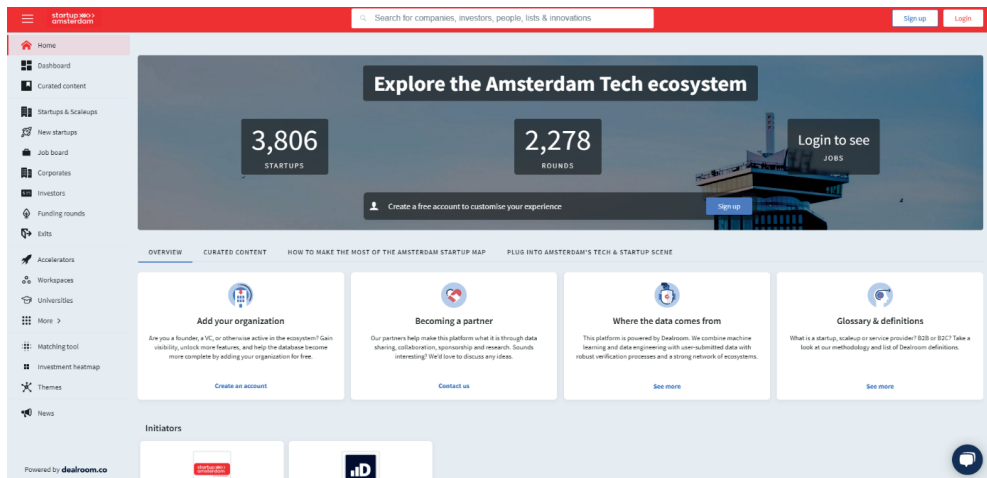 startup
amsterdam
Search for companies, investors, people, lists & innovations
Sign up
Login
Home
Dashboard
Curated content
Startups & Scaleups
New startups
Job board
Corporates
Investors
Funding rounds
Exits
Accelerators
Workspaces
Universities
More >
Matching tool
Investment heatmap
Themes
News
Powered by dealroom.co
Explore the Amsterdam Tech ecosystem
3,806
STARTUPS
2,278
ROUNDS
Login to see
JOBS
Create a free account to customise your experience
Sign up
OVERVIEW
CURATED CONTENT
HOW TO MAKE THE MOST OF THE AMSTERDAM STARTUP MAP
PLUG INTO AMSTERDAM'S TECH & STARTUP SCENE
Add your organization
Are you a founder, a VC, or otherwise active in the ecosystem? Gain
visibility, unlock more features, and help the database become
more complete by adding your organization for free.
Create an account
Becoming a partner
Our partners help make this platform what it is through data
sharing, collaboration, sponsorship and research. Sounds
interesting? We'd love to discuss any ideas.
Contact us
Where the data comes from
This platform is powered by Dealroom. We combine machine
learning and data engineering with user-submitted data with
robust verification processes and a strong network of ecosystems.
See more
Glossary & definitions
What is a startup, scaleup or service provider? B2B or B2C? Take a
look at our methodology and list of Dealroom definitions.
See more
Initiators
startup
amsterdam